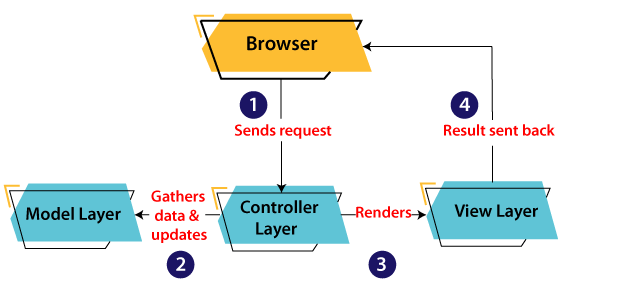 Browser
1
Sends request
4
Result sent back
Model Layer
Gathers
data &
updates
2
Controller
Layer
Renders
3
View Layer